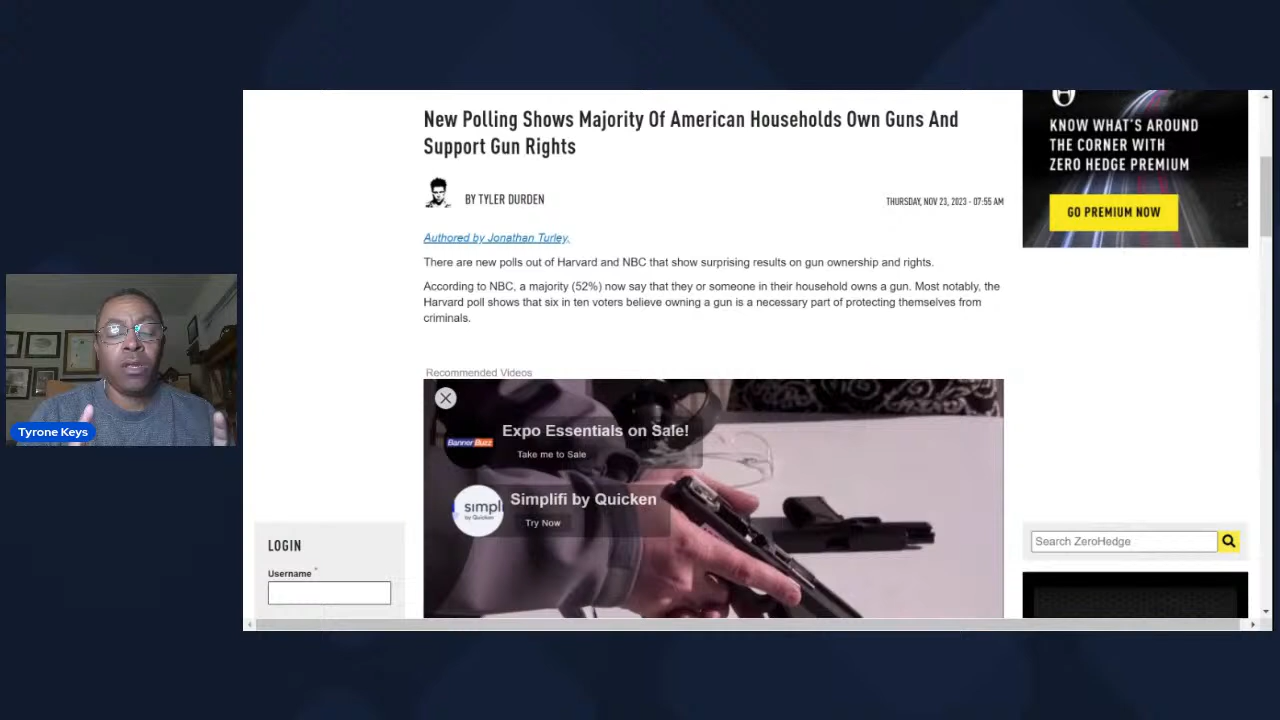 New Polling Shows Majority Of American Households Own Guns And
Support Gun Rights
BY TYLER DURDEN
THURSDAY, NOV 23, 2023 - 07:55 AM
Authored by Jonathan Turley,
There are new polls out of Harvard and NBC that show surprising results on gun ownership and rights.
According to NBC, a majority (52%) now say that they or someone in their household owns a gun. Most notably, the
Harvard poll shows that six in ten voters believe owning a gun is a necessary part of protecting themselves from
criminals.
Recommended Videos
Expo Essentials on Sale!
BannerBuzz
Take me to Sale
Simplifi by Quicken
simpli
by Quicken
Try Now
KNOW WHAT'S AROUND
THE CORNER WITH
ZERO HEDGE PREMIUM
GO PREMIUM NOW
Tyrone Keys
LOGIN
Username *
Search ZeroHedge